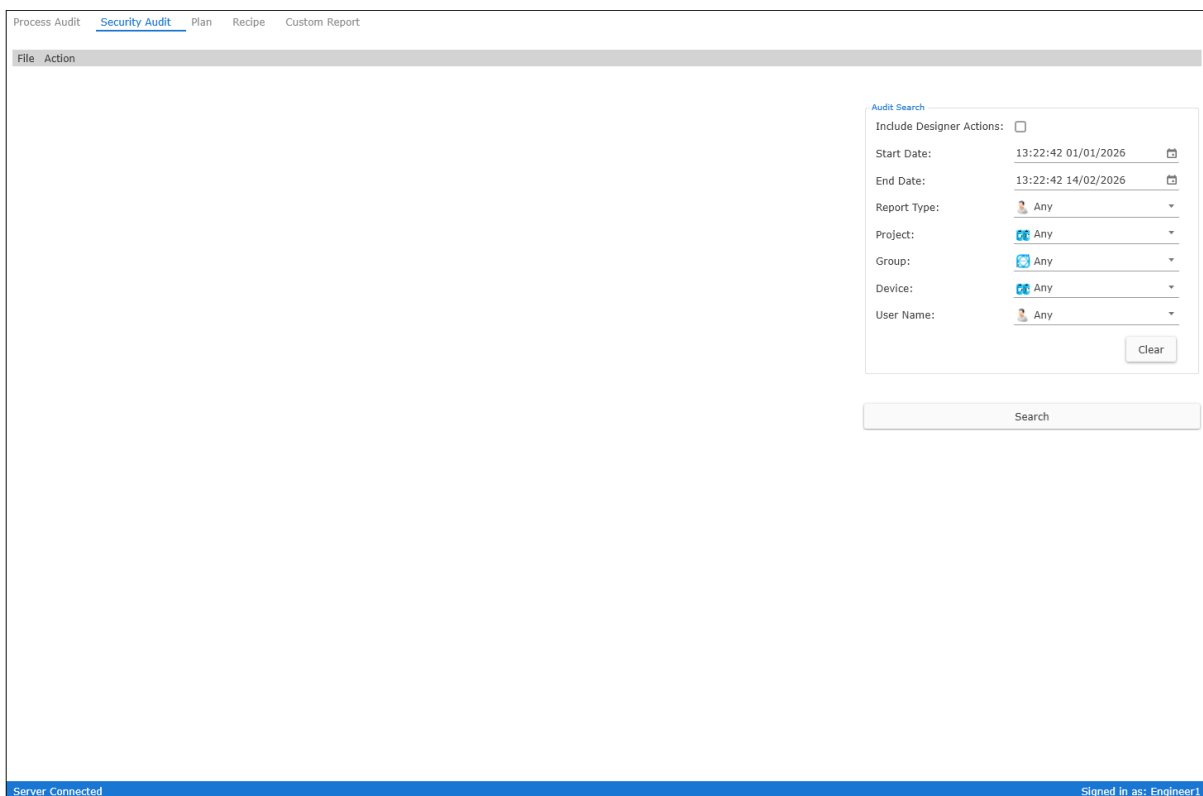 Process Audit Security Audit Plan Recipe Custom Report
File Action
Audit Search
Include Designer Actions:
Start Date: 13:22:42 01/01/2026
End Date: 13:22:42 14/02/2026
Report Type: Any
Project: Any
Group: Any
Device: Any
User Name: Any
Clear
Search
Server Connected Signed in as: Engineer1